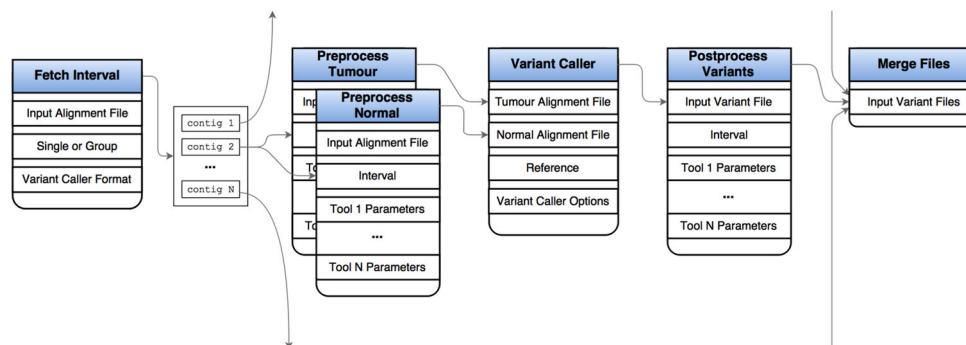 Fetch Interval
Input Alignment File
Single or Group
Variant Caller Format
contig 1
contig 2
...
contig N
Preprocess
Tumour
Preprocess
Normal
Input Alignment File
Interval
Tool 1 Parameters
...
Tool N Parameters
Variant Caller
Tumour Alignment File
Normal Alignment File
Reference
Variant Caller Options
Postprocess
Variants
Input Variant File
Interval
Tool 1 Parameters
...
Tool N Parameters
Merge Files
Input Variant Files